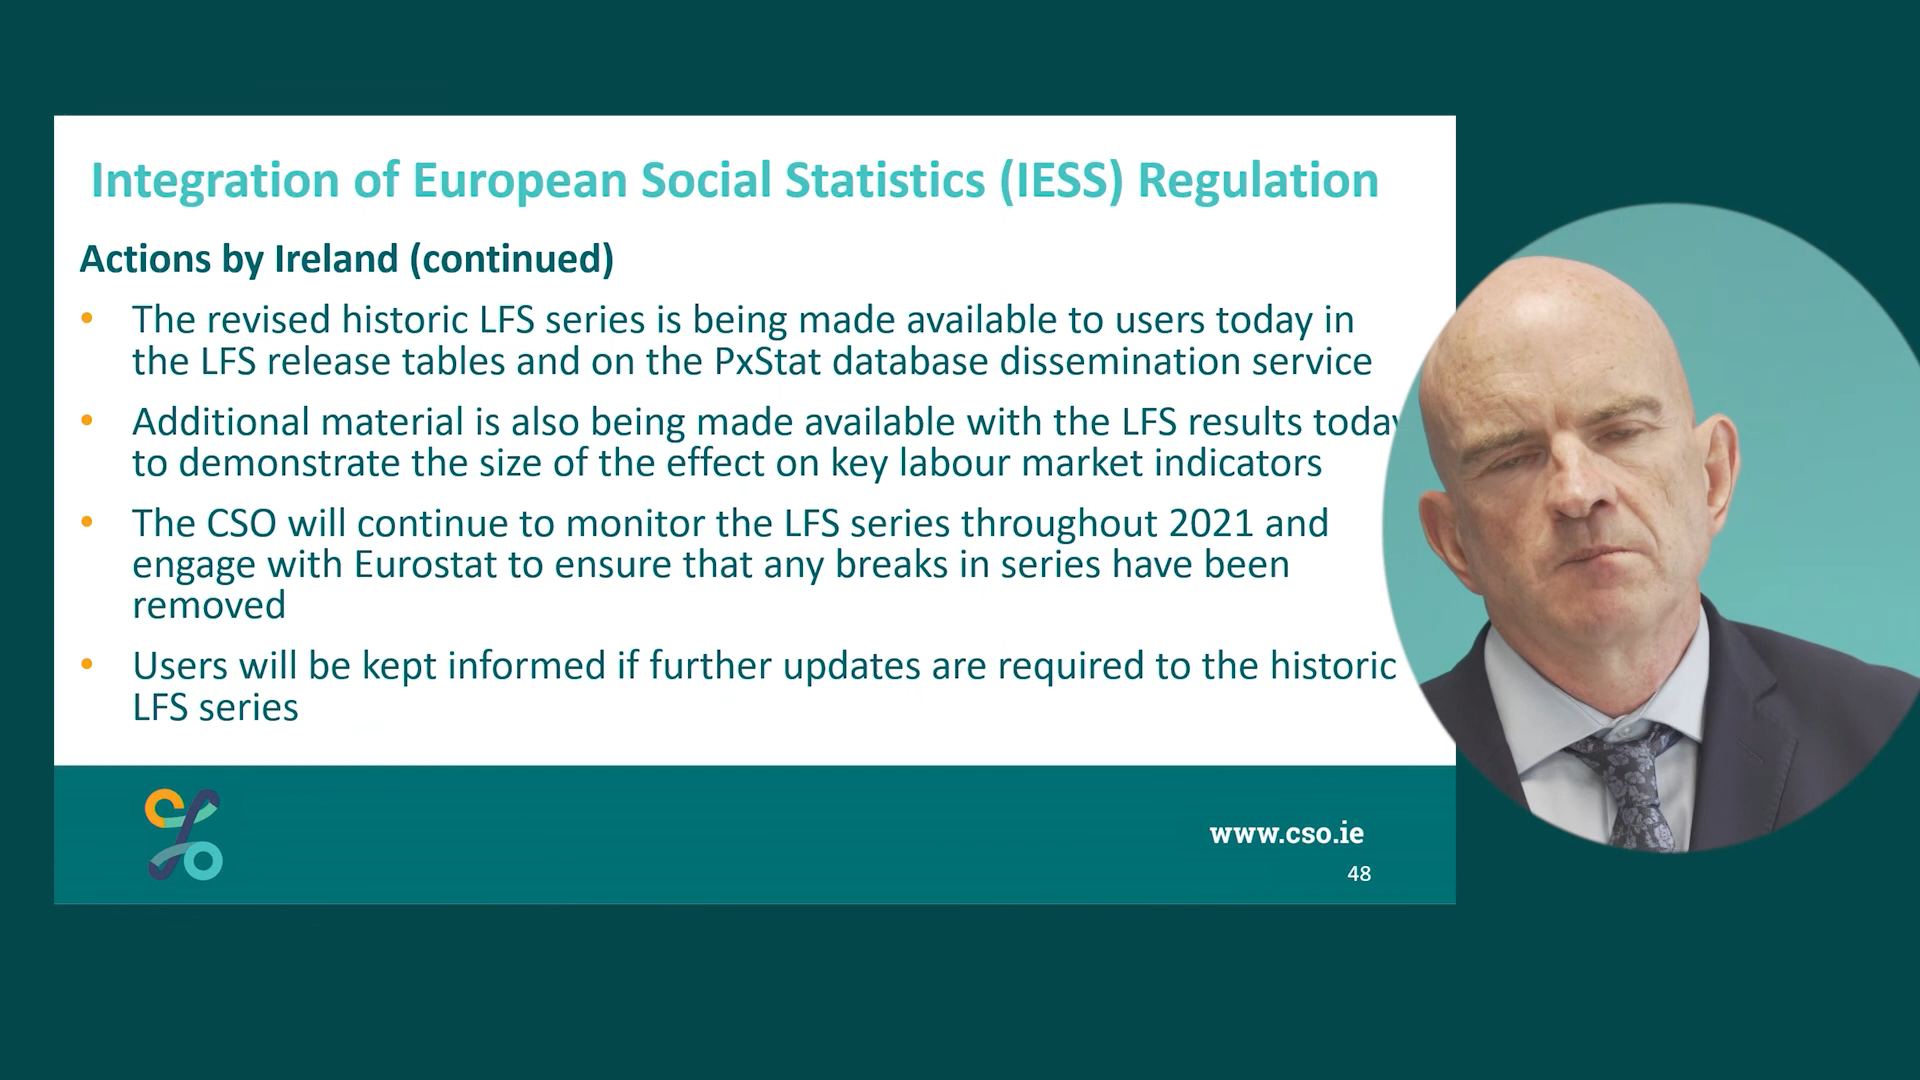 Integration of European Social Statistics (IESS) Regulation
Actions by Ireland (continued)
• The revised historic LFS series is being made available to users today in
the LFS release tables and on the PxStat database dissemination service
• Additional material is also being made available with the LFS results today
to demonstrate the size of the effect on key labour market indicators
• The CSO will continue to monitor the LFS series throughout 2021 and
engage with Eurostat to ensure that any breaks in series have been
removed
• Users will be kept informed if further updates are required to the historic
LFS series
www.cso.ie
48